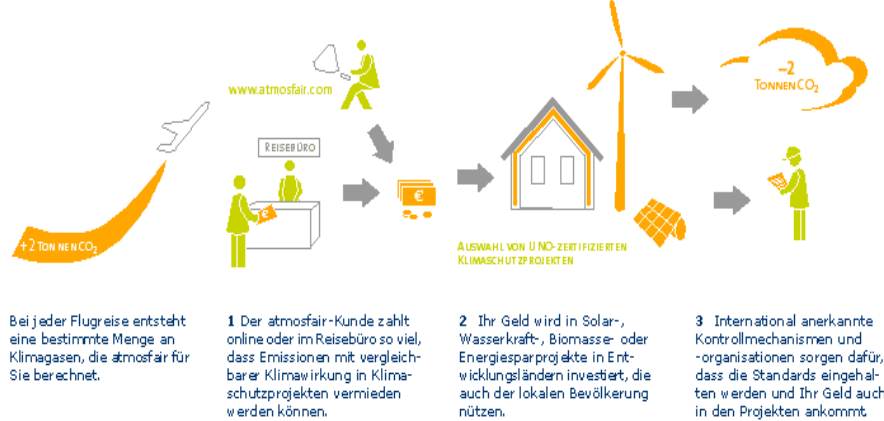 www.atmosfair.com
–2
TONNEN CO₂
REISEBÜRO
€
€
+2 TONNEN CO₂
AUSWAHL VON UNO-ZERTIFIZIERTEN
KLIMASCHUTZPROJEKTEN
Bei jeder Flugreise entsteht
eine bestimmte Menge an
Klimagasen, die atmosfair für
Sie berechnet.
1 Der atmosfair-Kunde zahlt
online oder im Reisebüro so viel,
dass Emissionen mit vergleich-
barer Klimawirkung in Klima-
schutzprojekten vermieden
werden können.
2 Ihr Geld wird in Solar-,
Wasserkraft-, Biomasse- oder
Energiesparprojekte in Ent-
wicklungsländern investiert, die
auch der lokalen Bevölkerung
nützen.
3 International anerkannte
Kontrollmechanismen und
-organisationen sorgen dafür,
dass die Standards eingehal-
ten werden und Ihr Geld auch
in den Projekten ankommt.